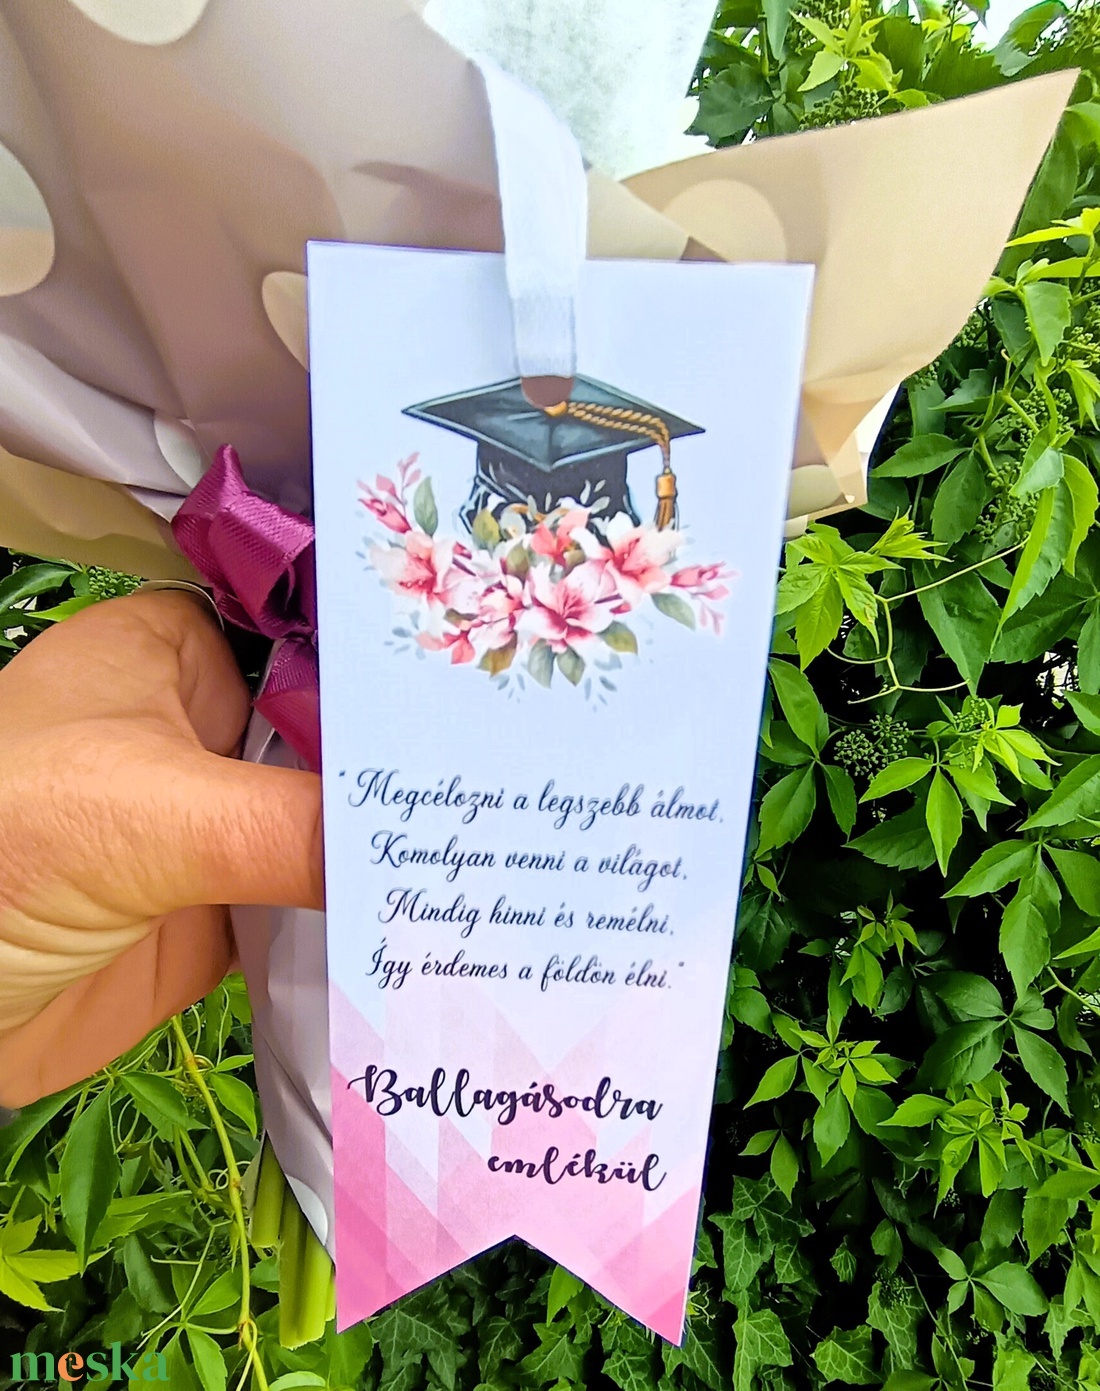 "Megcélozni a legszebb álmot,
Komolyan venni a világot,
Mindig hinni és remélni,
Így érdemes a földön élni."
Ballagásodra
emlékül
meska